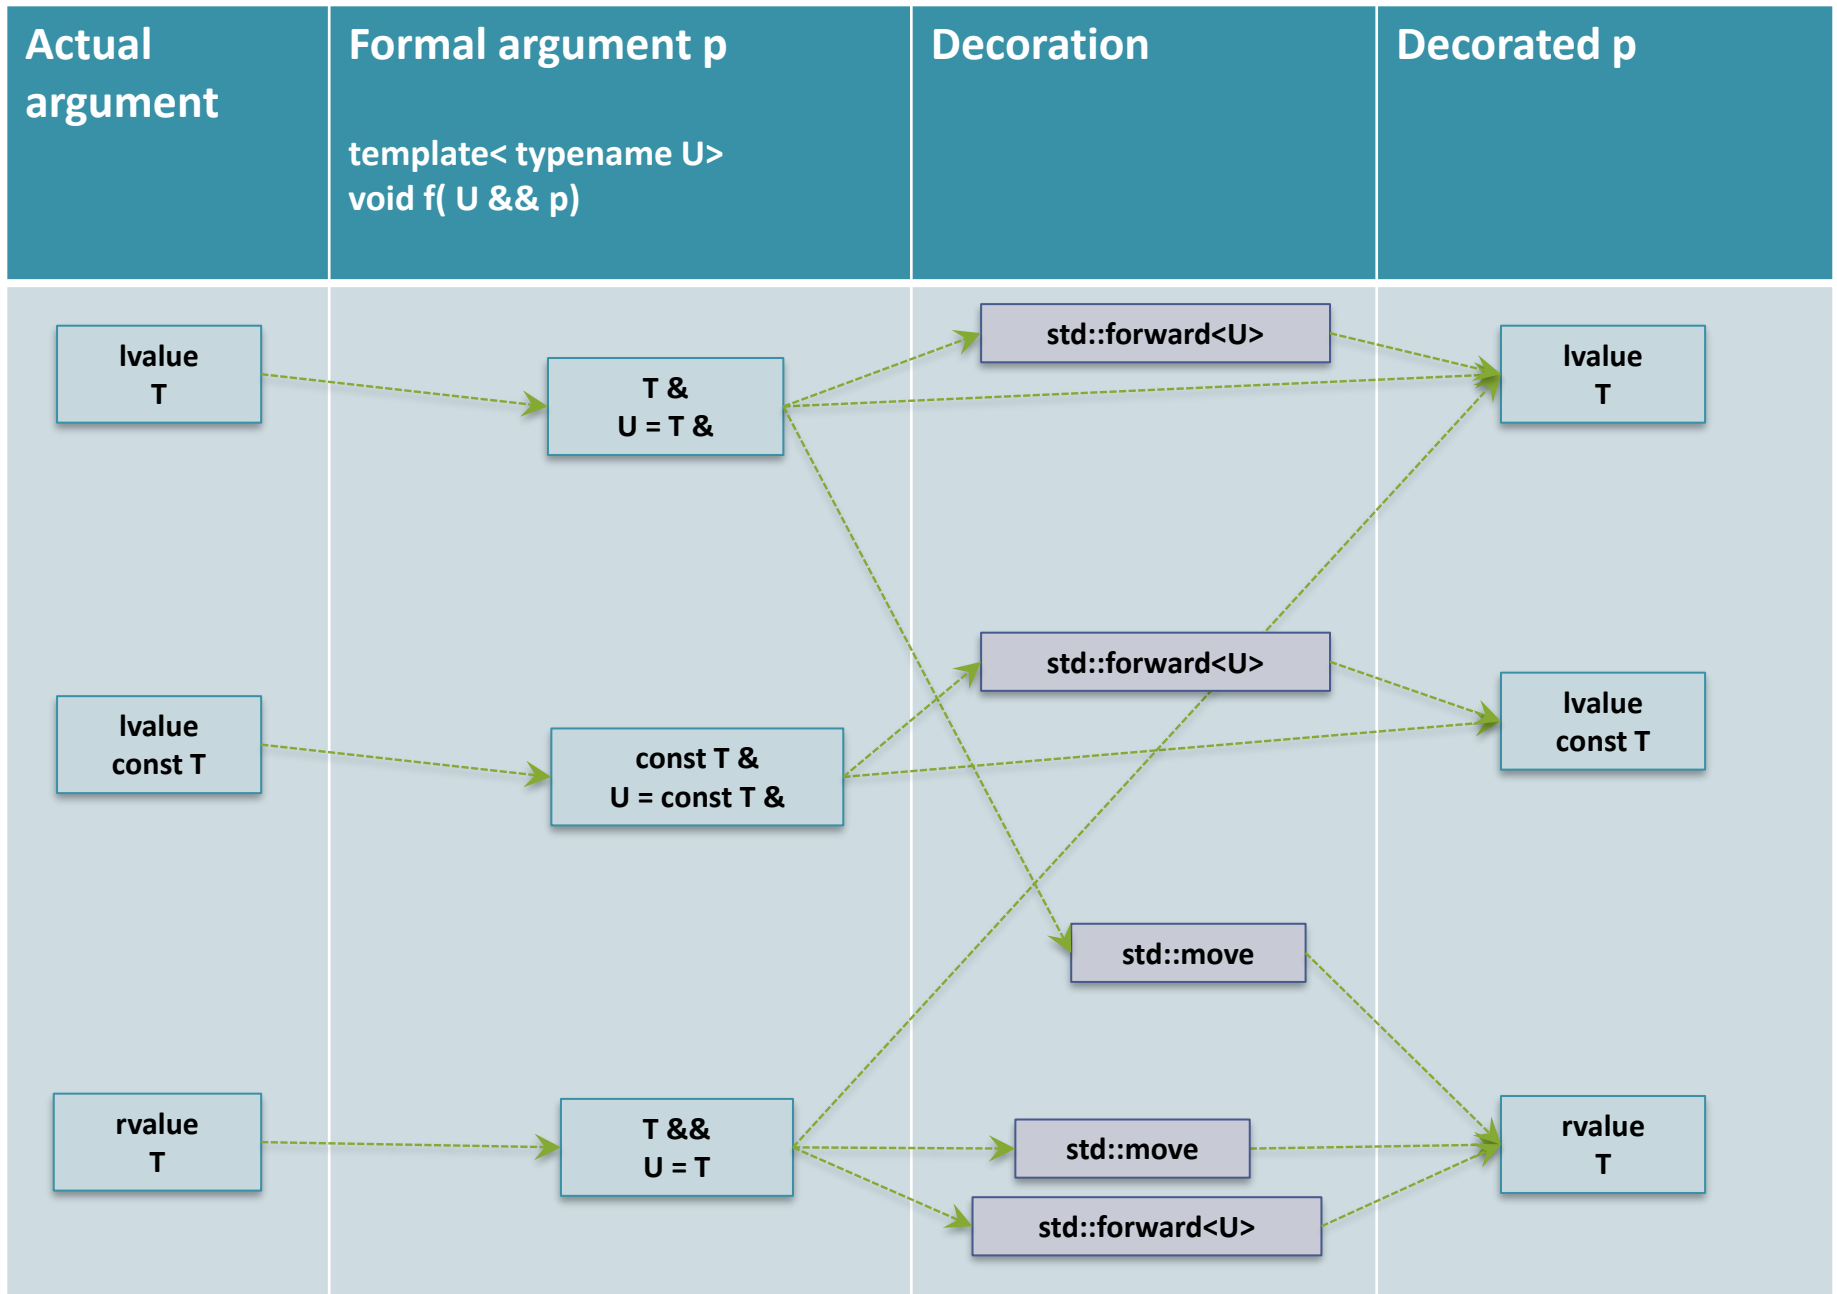 Actual
argument
Formal argument p
template< typename U>
void f( U && p)
Decoration
Decorated p
lvalue
T
T &
U = T &
std::forward<U>
lvalue
T
lvalue
const T
const T &
U = const T &
std::forward<U>
lvalue
const T
std::move
rvalue
T
T &&
U = T
std::move
std::forward<U>
rvalue
T